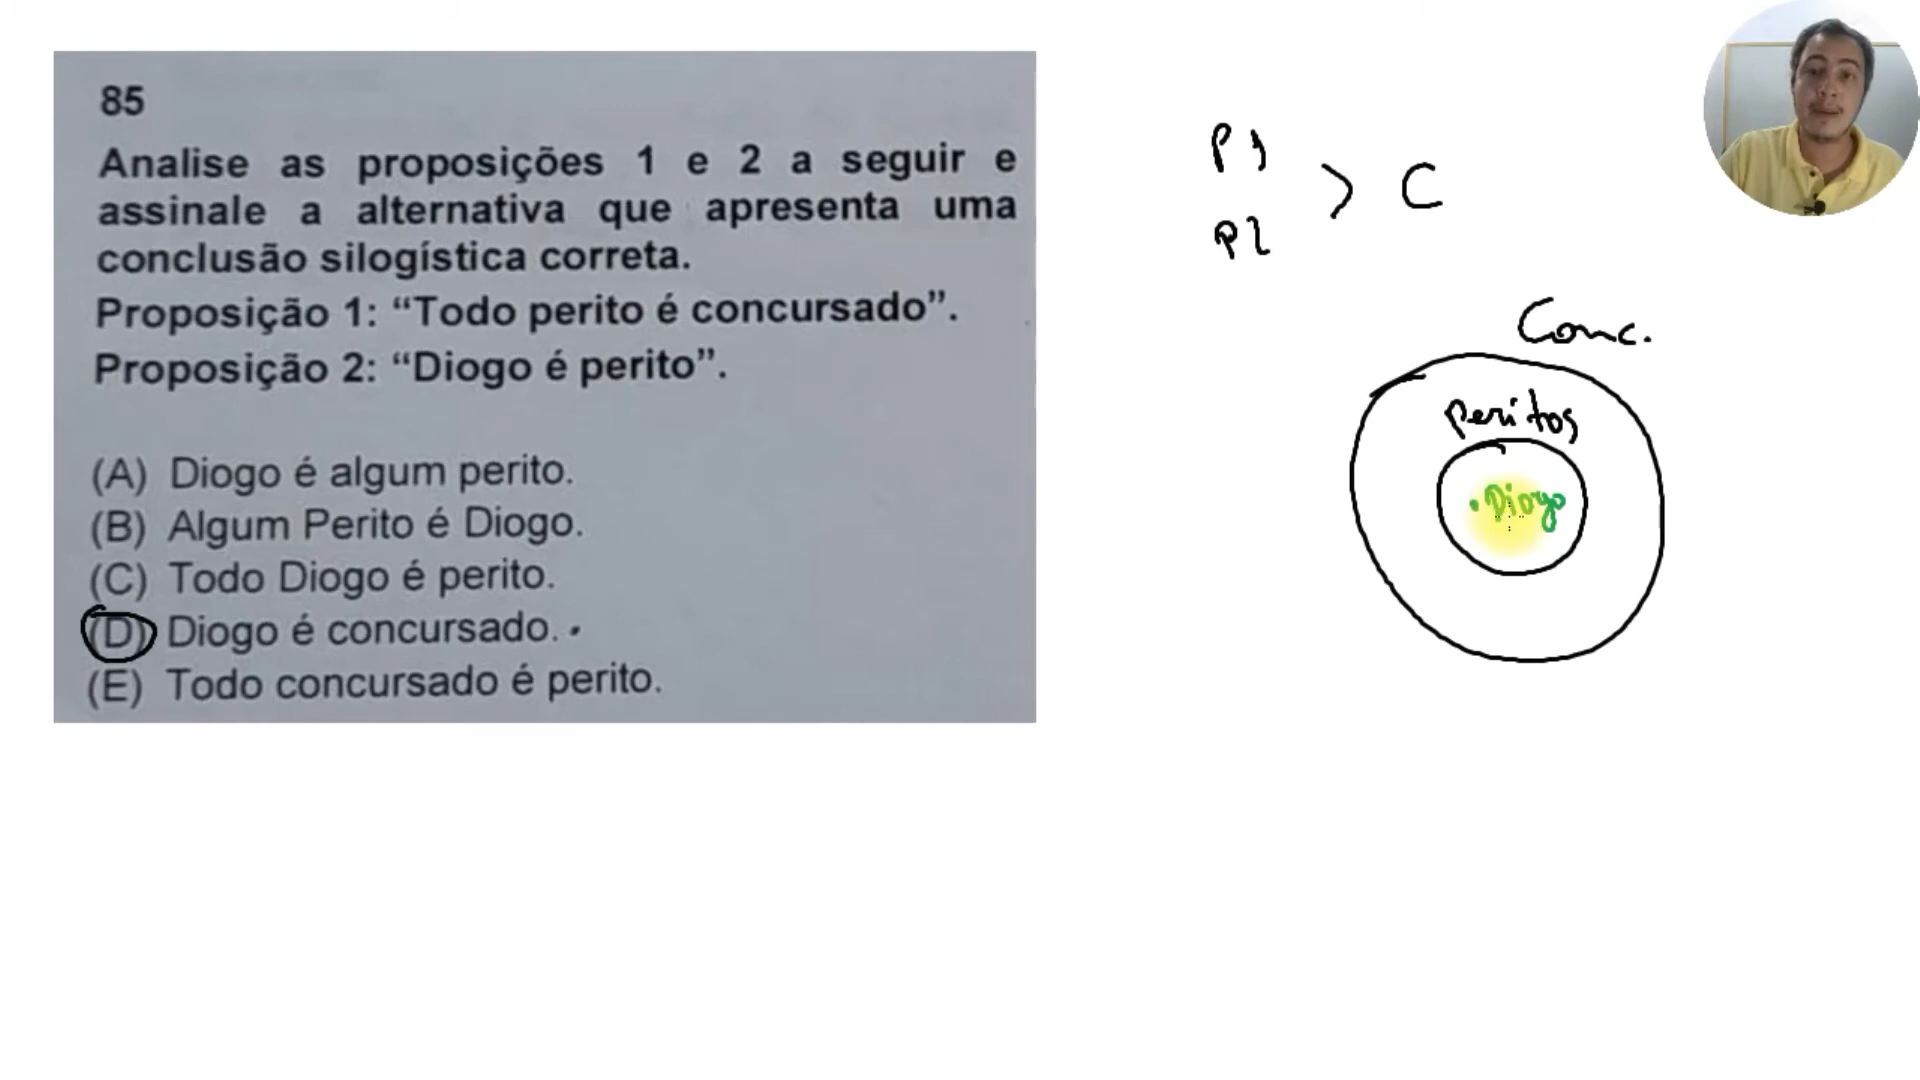 85
Analise as proposições 1 e 2 a seguir e
assinale a alternativa que apresenta uma
conclusão silogística correta.
Proposição 1: “Todo perito é concursado”.
Proposição 2: “Diogo é perito”.
(A) Diogo é algum perito.
(B) Algum Perito é Diogo.
(C) Todo Diogo é perito.
(D) Diogo é concursado.
(E) Todo concursado é perito.
P1
> C
P2
Conc.
peritos
Diogo